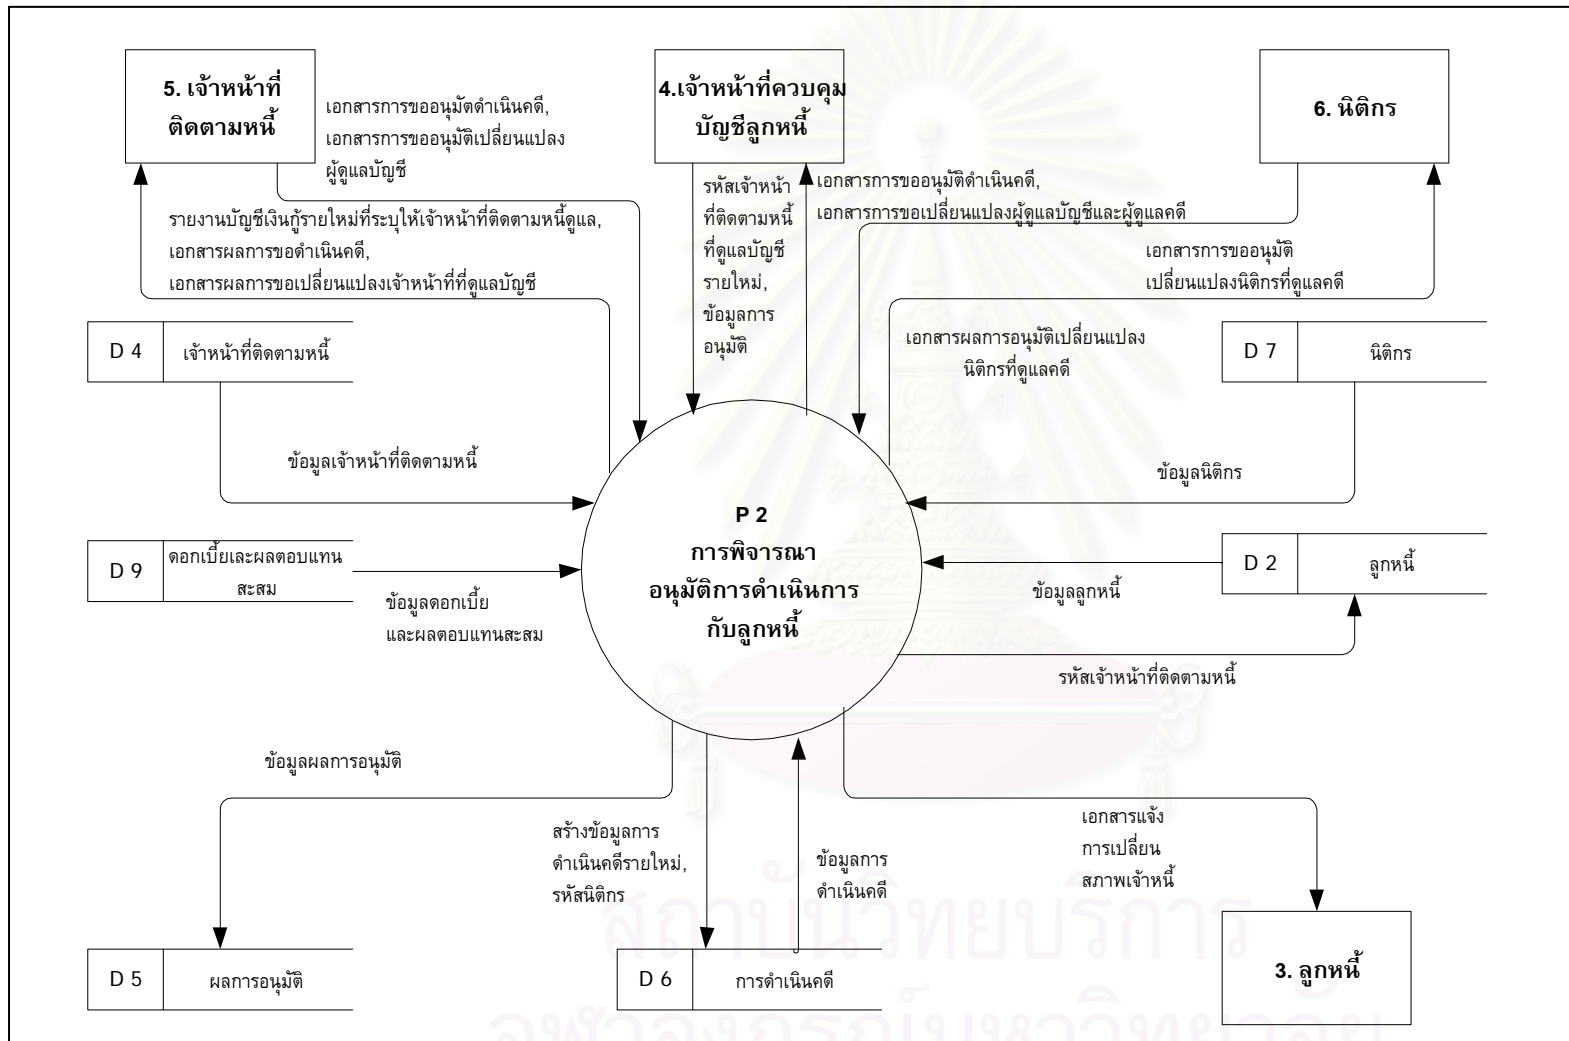 5. เจ้าหน้าที่
ติดตามหนี้
เอกสารการขออนุมัตดำเนินคดี,
เอกสารการขออนุมัติเปลี่ยนแปลง
ผู้ดูแลบัญชี
4.เจ้าหน้าที่ควบคุม
บัญชีลูกหนี้
6. นิติกร
รายงานบัญชีเงินกู้รายใหม่ที่ระบุให้เจ้าหน้าที่ติดตามหนี้ดูแล,
เอกสารผลการขอดำเนินคดี,
เอกสารผลการขอเปลี่ยนแปลงเจ้าหน้าที่ที่ดูแลบัญชี
รหัสเจ้าหน้า
ที่ติดตามหนี้
ที่ดูแลบัญชี
รายใหม่,
ข้อมูลการ
อนุมัติ
เอกสารการขออนุมัติดำเนินคดี,
เอกสารการขอเปลี่ยนแปลงผู้ดูแลบัญชีและผู้ดูแลคดี
เอกสารการขออนุมัติ
เปลี่ยนแปลงนิติกรที่ดูแลคดี
D 4 เจ้าหน้าที่ติดตามหนี้
เอกสารผลการอนุมัติเปลี่ยนแปลง
นิติกรที่ดูแลคดี
D 7 นิติกร
ข้อมูลเจ้าหน้าที่ติดตามหนี้
ข้อมูลนิติกร
P 2
การพิจารณา
อนุมัติการดำเนินการ
กับลูกหนี้
D 9 ดอกเบี้ยและผลตอบแทน
สะสม
ข้อมูลดอกเบี้ย
และผลตอบแทนสะสม
D 2 ลูกหนี้
ข้อมูลลูกหนี้
รหัสเจ้าหน้าที่ติดตามหนี้
ข้อมูลผลการอนุมัติ
สร้างข้อมูลการ
ดำเนินคดีรายใหม่,
รหัสนิติกร
ข้อมูลการ
ดำเนินคดี
เอกสารแจ้ง
การเปลี่ยน
สภาพเจ้าหนี้
D 5 ผลการอนุมัติ
D 6 การดำเนินคดี
3. ลูกหนี้
สถาบันวิทยบริการ
จุฬาลงกรณ์มหาวิทยาลัย